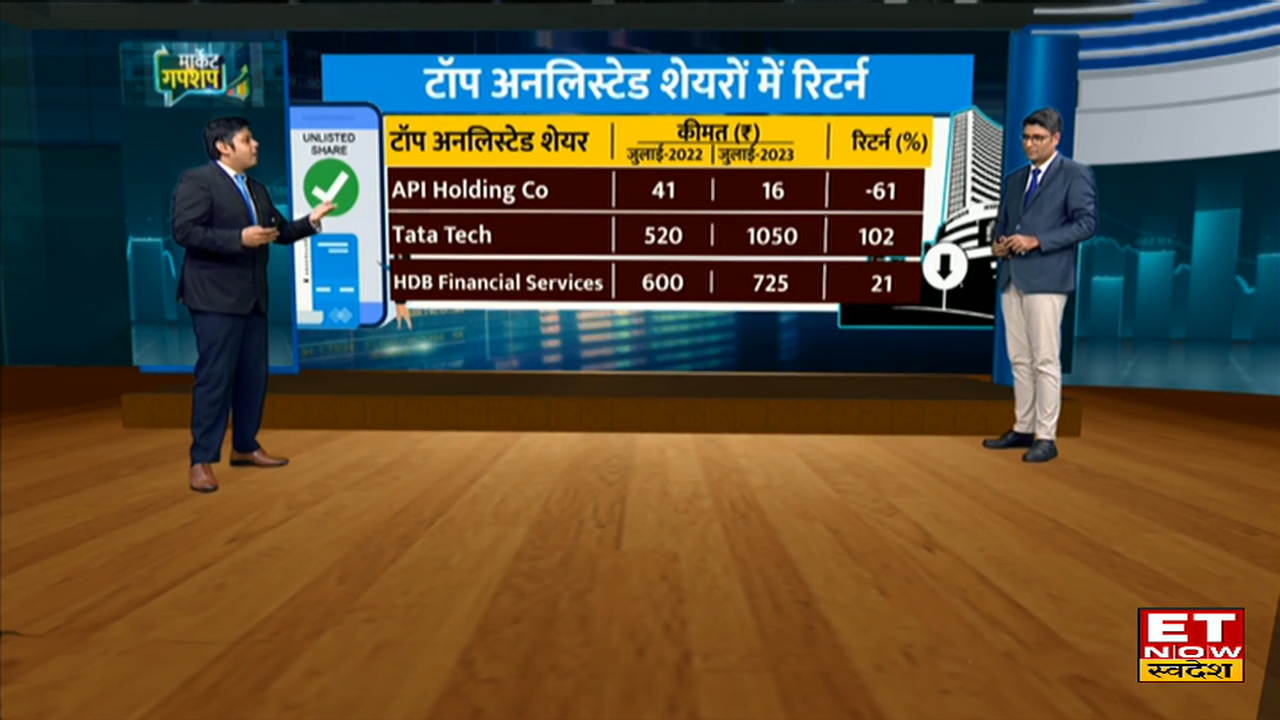 मार्केट
गपशप
टॉप अनलिस्टेड शेयरों में रिटर्न
UNLISTED
SHARE
टॉप अनलिस्टेड शेयर कीमत (₹) रिटर्न (%)
जुलाई-2022 जुलाई-2023
API Holding Co 41 16 -61
Tata Tech 520 1050 102
HDB Financial Services 600 725 21
ET
NOW
स्वदेश